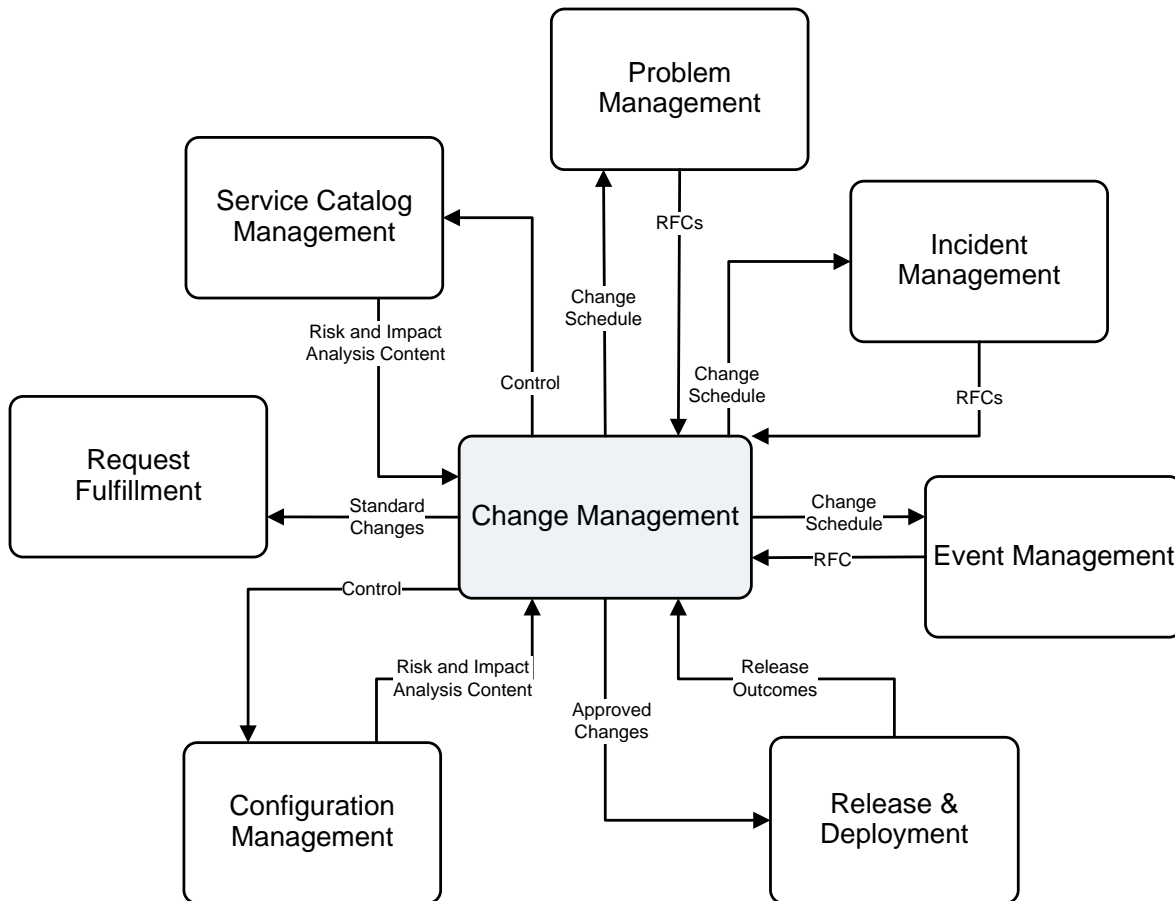 Problem
Management
Service Catalog
Management
RFCs
Incident
Management
Change
Schedule
Risk and Impact
Analysis Content
Control
Change
Schedule
RFCs
Request
Fulfillment
Standard
Changes
Change Management
Change
Schedule
RFC
Event Management
Control
Risk and Impact
Analysis Content
Release
Outcomes
Approved
Changes
Configuration
Management
Release &
Deployment